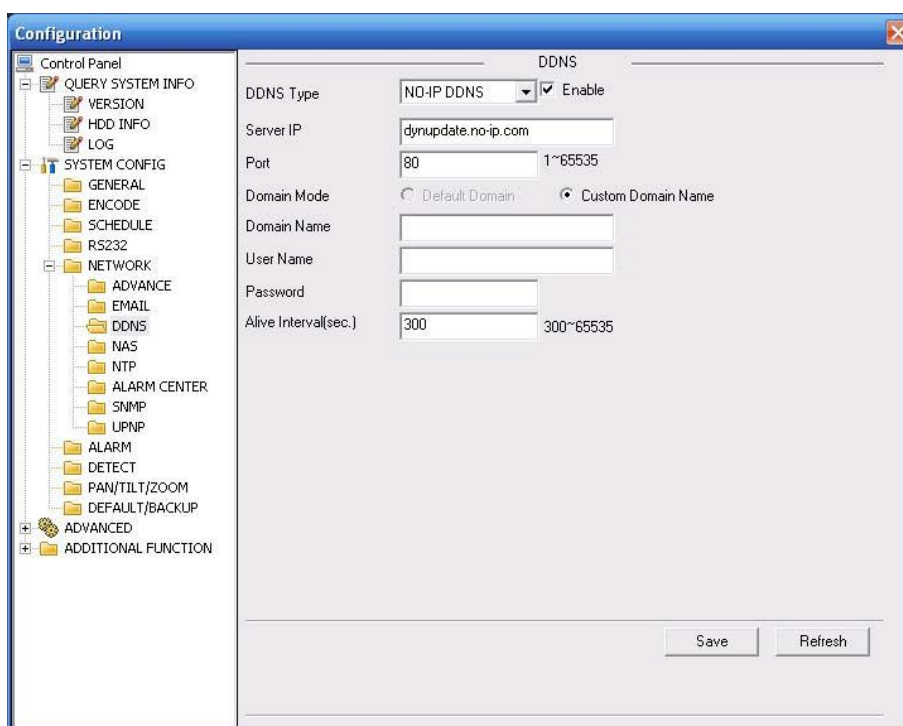 Configuration
Control Panel
QUERY SYSTEM INFO
VERSION
HDD INFO
LOG
SYSTEM CONFIG
GENERAL
ENCODE
SCHEDULE
RS232
NETWORK
ADVANCE
EMAIL
DDNS
NAS
NTP
ALARM CENTER
SNMP
UPNP
ALARM
DETECT
PAN/TILT/ZOOM
DEFAULT/BACKUP
ADVANCED
ADDITIONAL FUNCTION
DDNS
DDNS Type NO-IP DDNS Enable
Server IP dynupdate.no-ip.com
Port 80 1~65535
Domain Mode Default Domain Custom Domain Name
Domain Name
User Name
Password
Alive Interval(sec.) 300 300~65535
Save Refresh